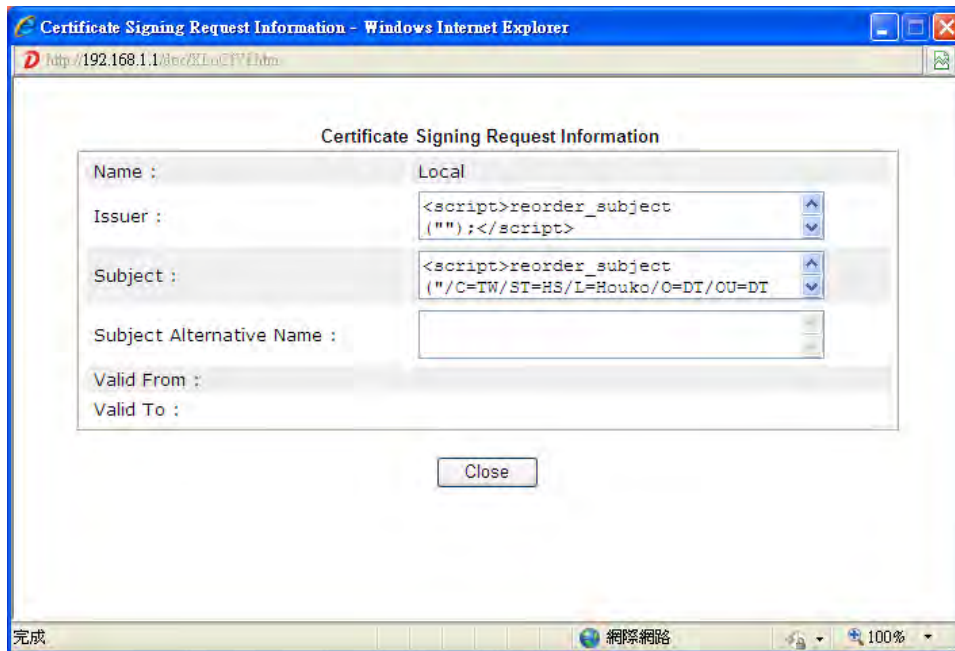 Certificate Signing Request Information - Windows Internet Explorer
http://192.168.1.1/
Certificate Signing Request Information
Name : Local
Issuer : <script>reorder_subject
("");</script>
Subject : <script>reorder_subject
("/C=TW/ST=HS/L=Houko/O=DT/OU=DT
Subject Alternative Name :
Valid From :
Valid To :
Close
完成 網際網路 100%